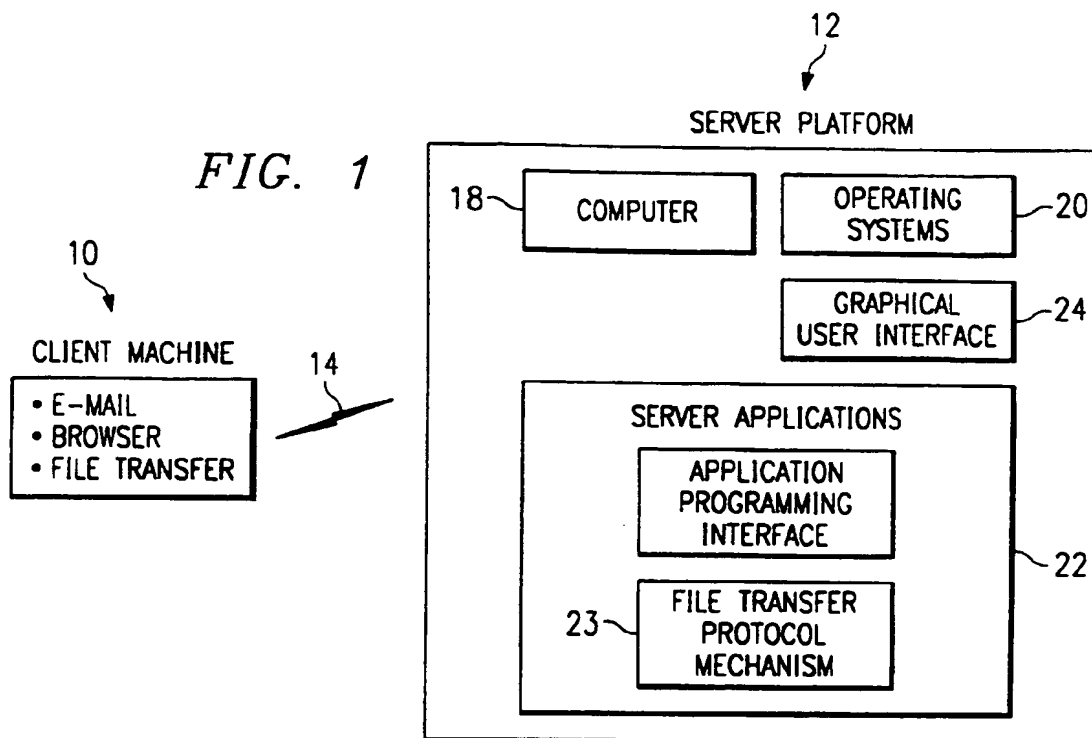 12
SERVER PLATFORM
FIG. 1
18
COMPUTER
OPERATING
SYSTEMS
20
10
GRAPHICAL
USER INTERFACE
24
CLIENT MACHINE
14
• E-MAIL
• BROWSER
• FILE TRANSFER
SERVER APPLICATIONS
APPLICATION
PROGRAMMING
INTERFACE
22
23
FILE TRANSFER
PROTOCOL
MECHANISM